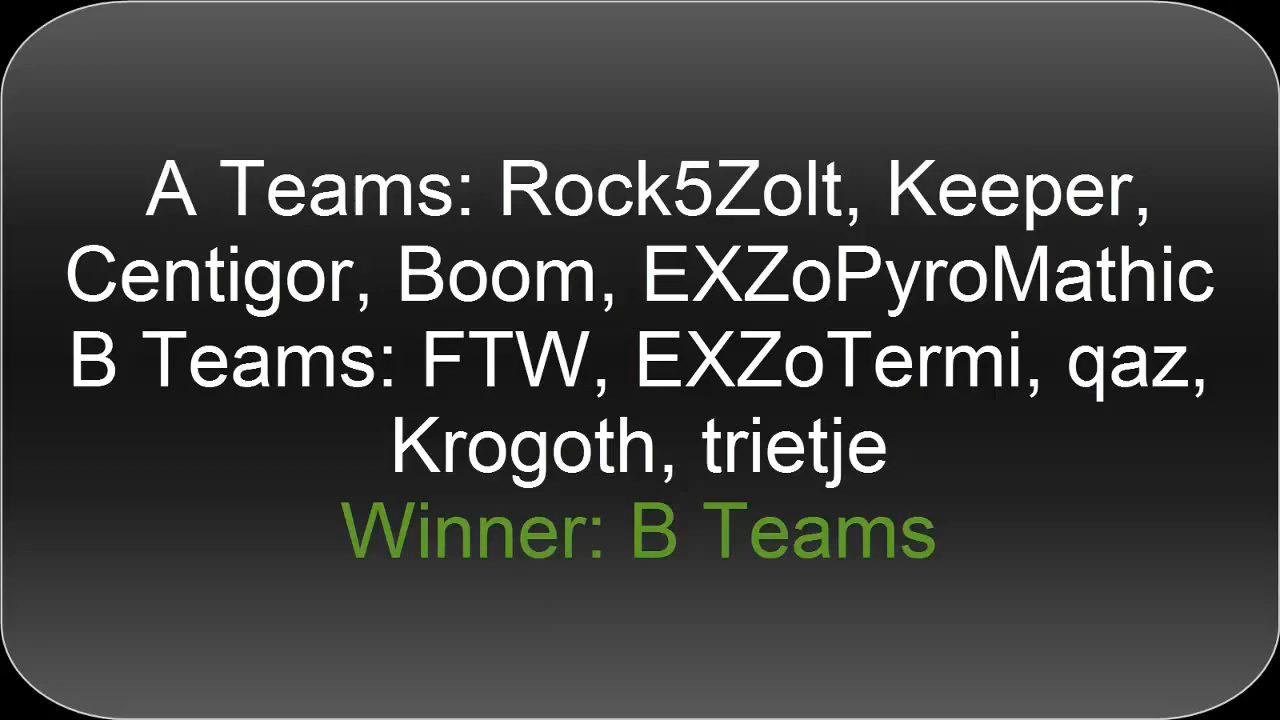 A Teams: Rock5Zolt, Keeper,
Centigor, Boom, EXZoPyroMathic
B Teams: FTW, EXZoTermi, qaz,
Krogoth, trietje
Winner: B Teams